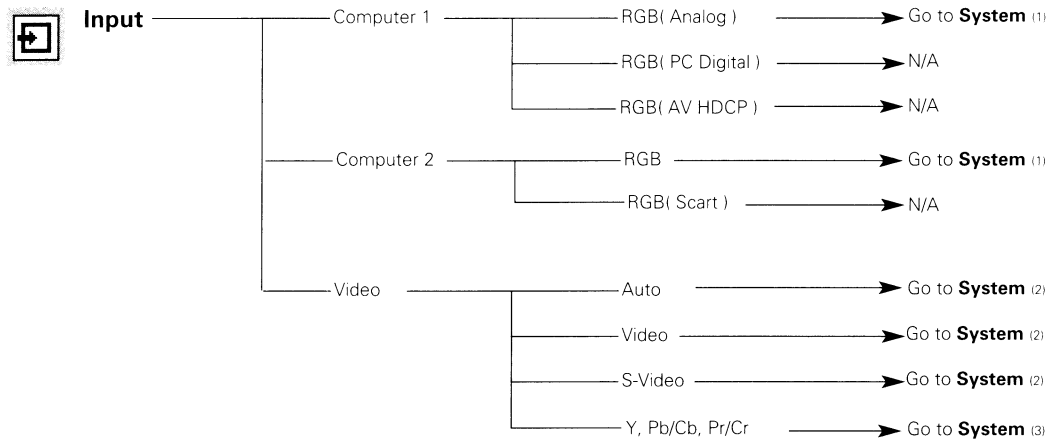 Input Computer 1 RGB( Analog ) Go to System (1)
RGB( PC Digital ) N/A
RGB( AV HDCP ) N/A
Computer 2 RGB Go to System (1)
RGB( Scart ) N/A
Video Auto Go to System (2)
Video Go to System (2)
S-Video Go to System (2)
Y, Pb/Cb, Pr/Cr Go to System (3)